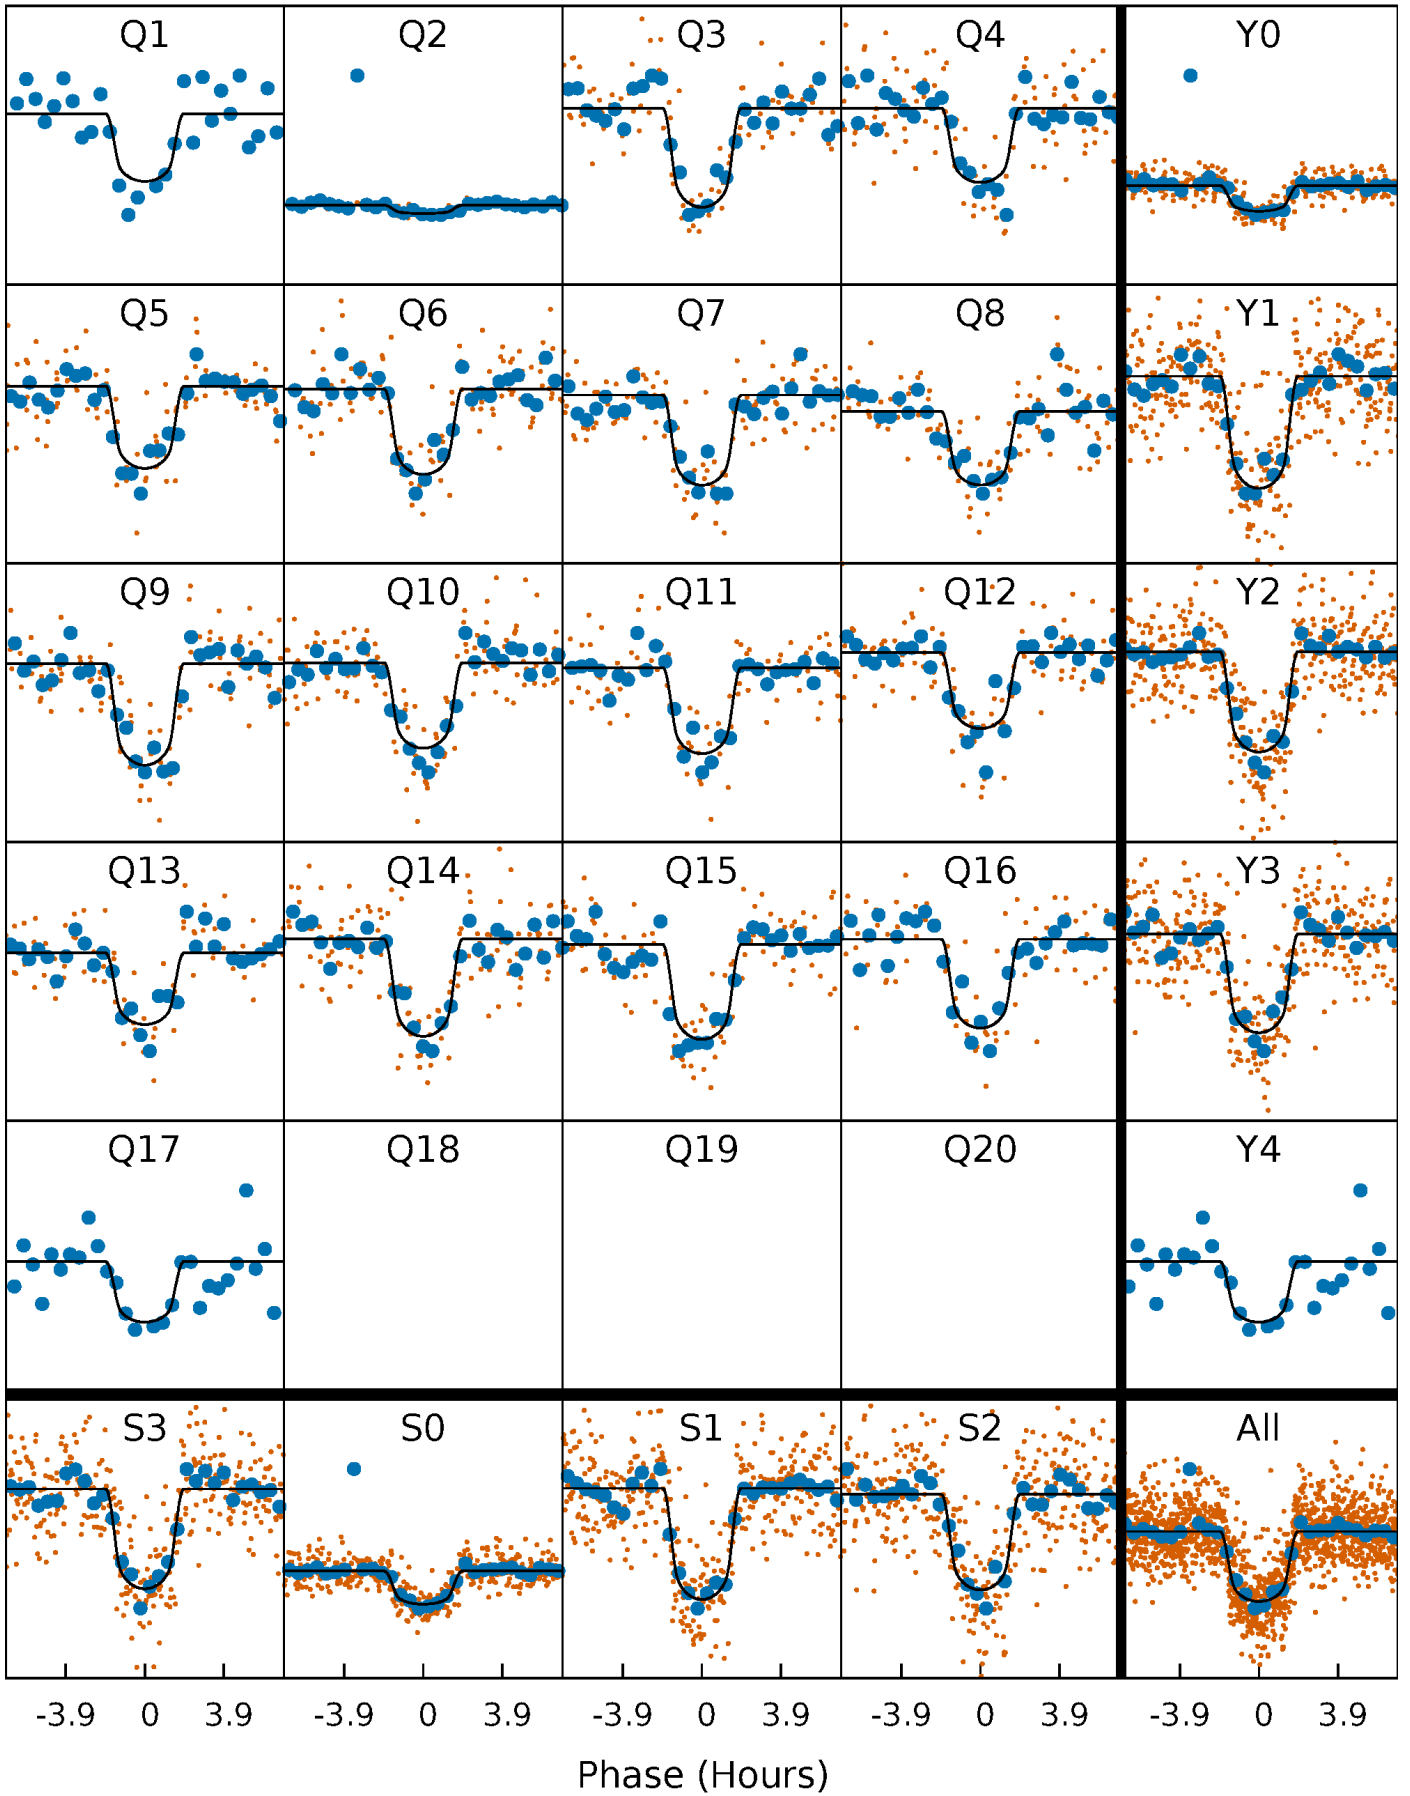 Q1 Q2 Q3 Q4 Y0
Q5 Q6 Q7 Q8 Y1
Q9 Q10 Q11 Q12 Y2
Q13 Q14 Q15 Q16 Y3
Q17 Q18 Q19 Q20 Y4
S3 S0 S1 S2 All
-3.9 0 3.9 -3.9 0 3.9 -3.9 0 3.9 -3.9 0 3.9 -3.9 0 3.9
Phase (Hours)